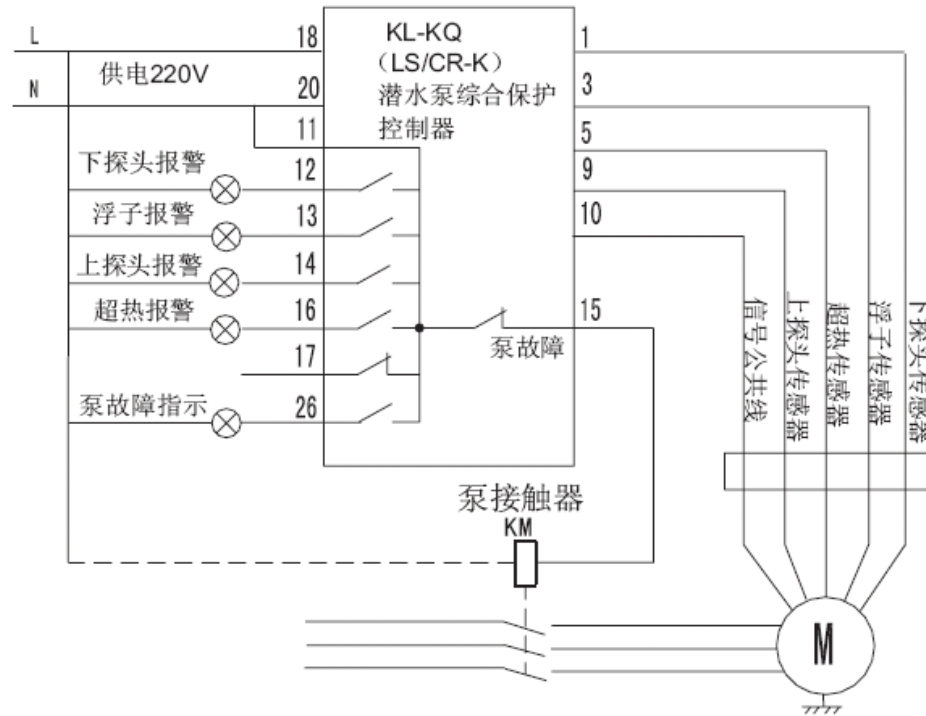 L
18
供电220V
N
20
11
下探头报警
12
浮子报警
13
上探头报警
14
超热报警
16
17
泵故障指示
26
KL-KQ
（LS/CR-K）
潜水泵综合保护
控制器
泵故障
1
3
5
9
10
15
信号公共线
上探头传感器
超热传感器
浮子传感器
下探头传感器
泵接触器
KM
M